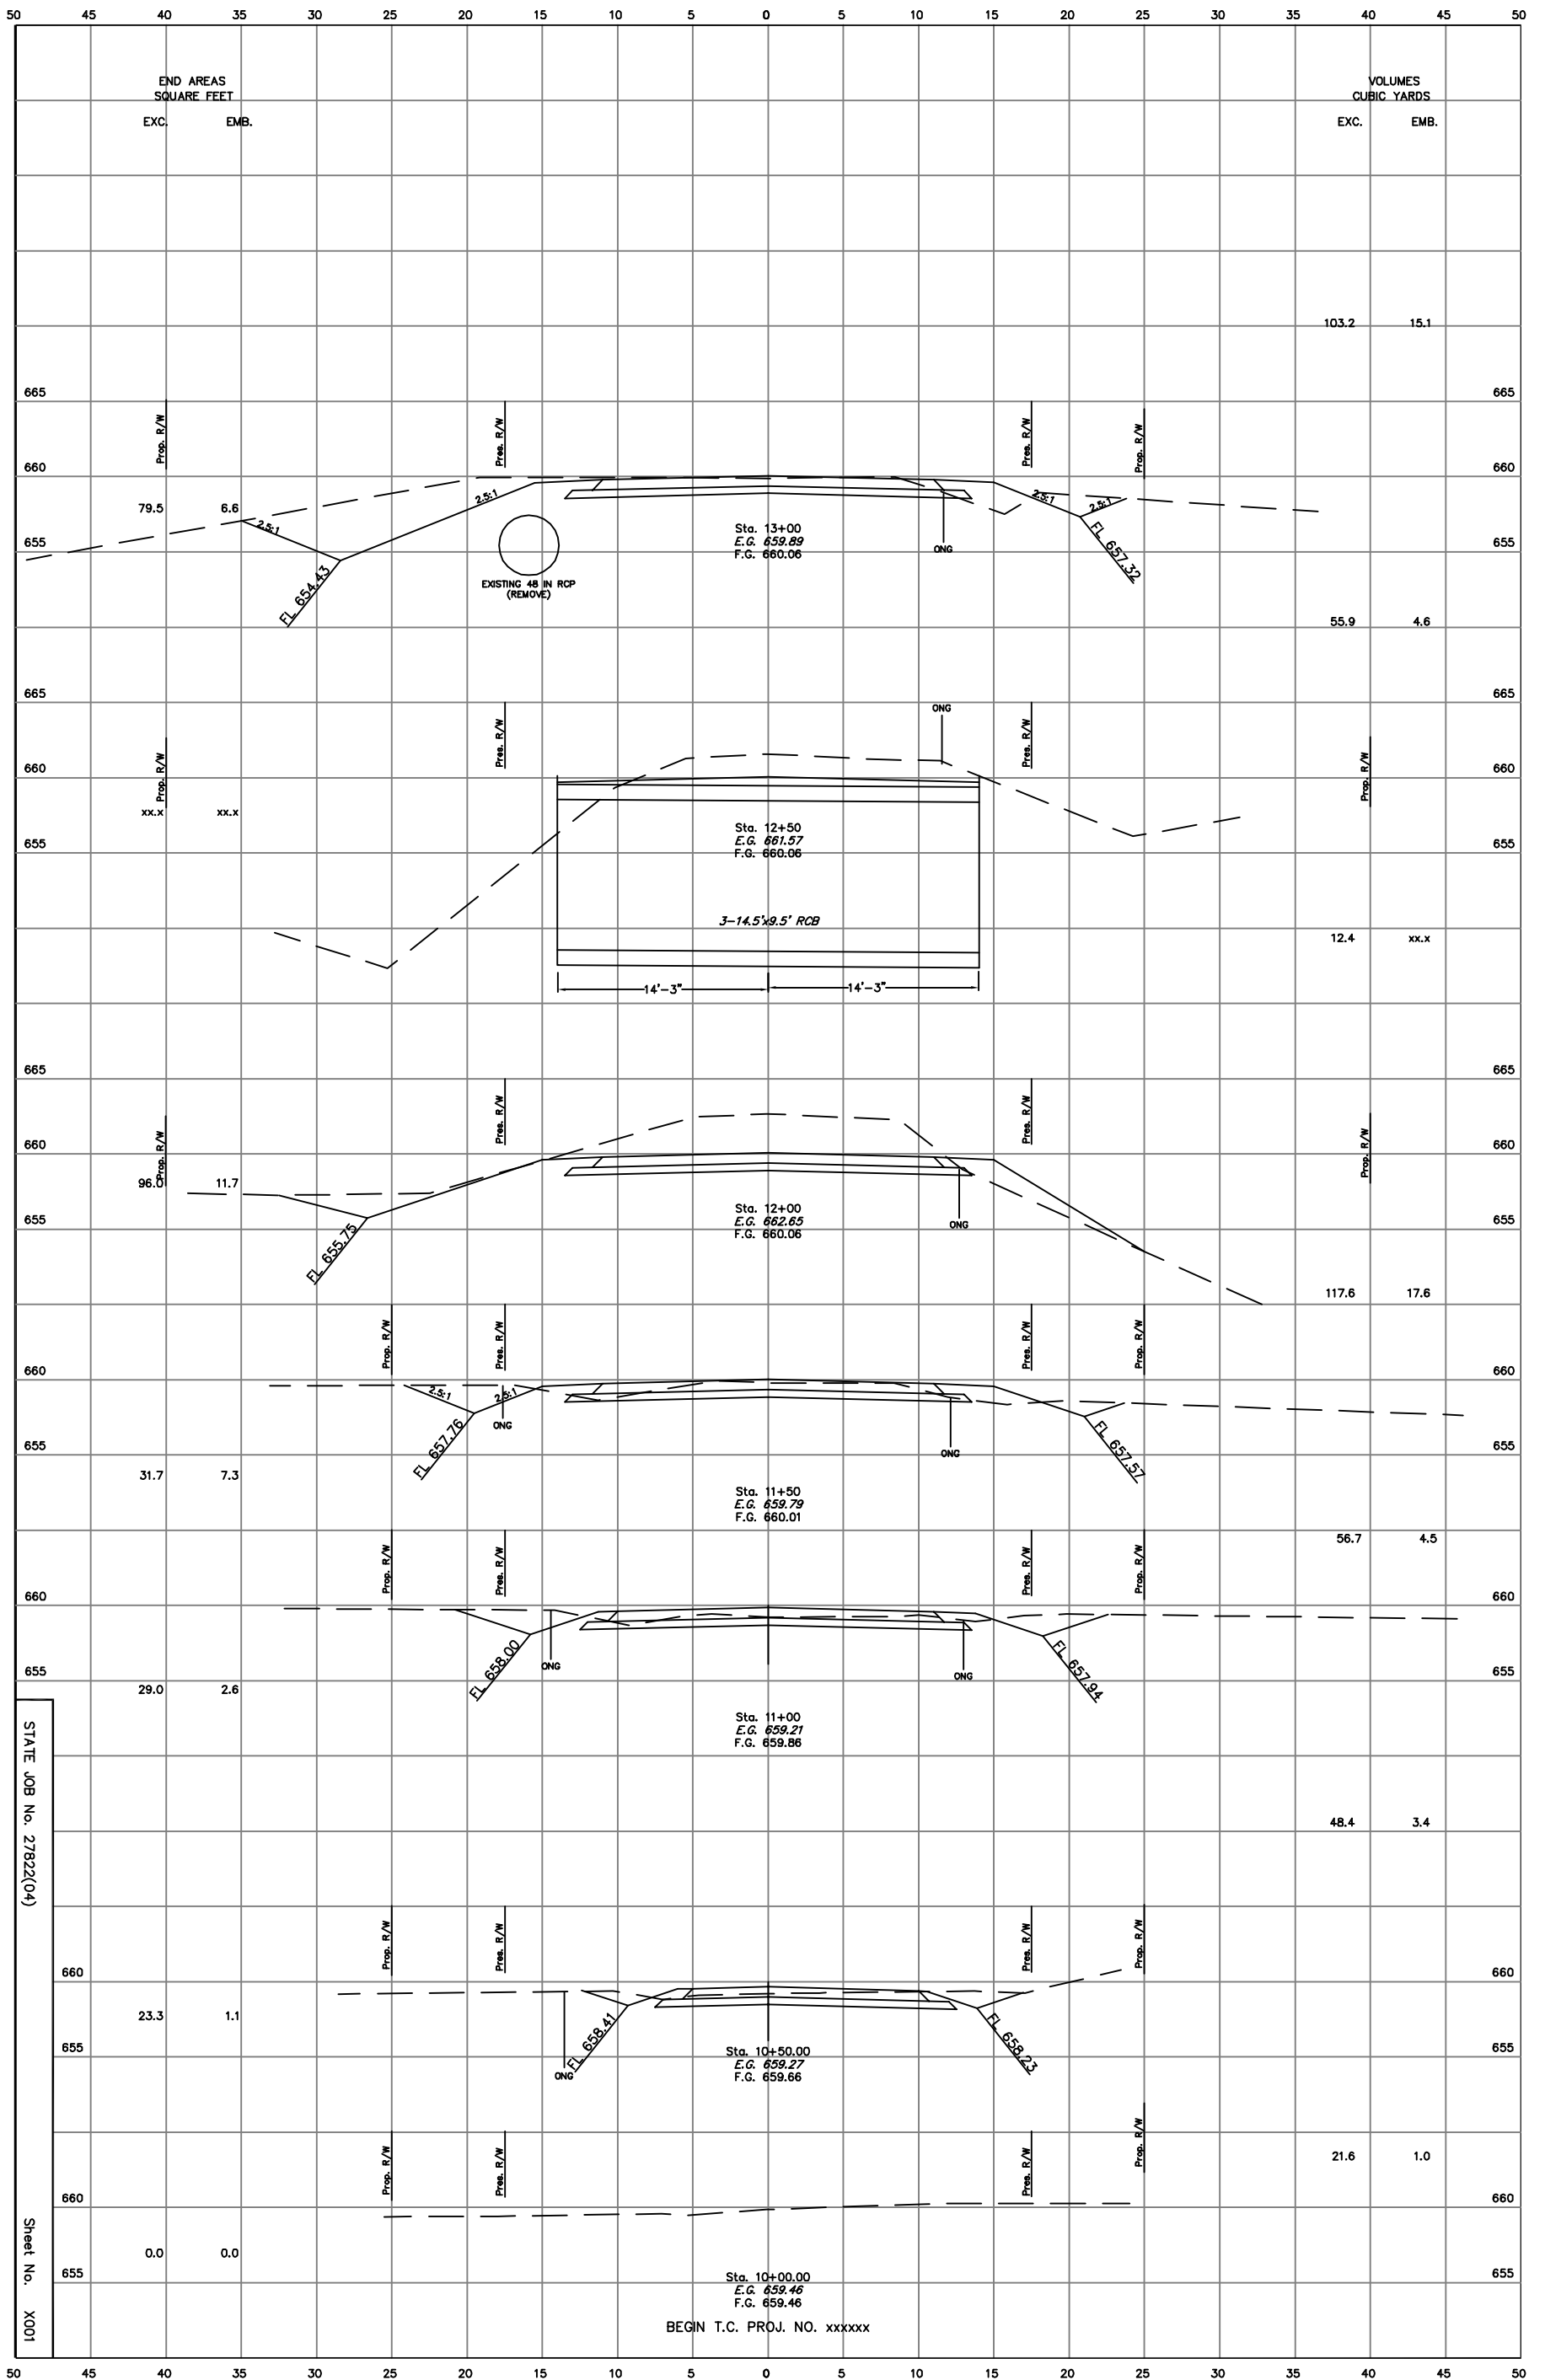 50 45 40 35 30 25 20 15 10 5 0 5 10 15 20 25 30 35 40 45 50
END AREAS
SQUARE FEET
EXC. EMB.
VOLUMES
CUBIC YARDS
EXC. EMB.
103.2 15.1
665 665
Prop. R/W
Pres. R/W
Pres. R/W
Prop. R/W
660 660
2.5:1
2.5:1
2.5:1
2.5:1
79.5 6.6
Sta. 13+00
E.G. 659.89
F.G. 660.06
ONG
655 655
FL 654.43
FL 657.32
EXISTING 48 IN RCP
(REMOVE)
55.9 4.6
665 665
ONG
Prop. R/W
Pres. R/W
Pres. R/W
Prop. R/W
660 660
xx.x xx.x
Sta. 12+50
E.G. 661.57
F.G. 660.06
655 655
3-14.5'x9.5' RCB
12.4 xx.x
14'-3" 14'-3"
665 665
Prop. R/W
Pres. R/W
Pres. R/W
Prop. R/W
660 660
96.0 11.7
Sta. 12+00
E.G. 662.65
F.G. 660.06
ONG
655 655
FL 655.75
117.6 17.6
Prop. R/W
Pres. R/W
Pres. R/W
Prop. R/W
660 660
2.5:1
2.5:1
ONG
ONG
FL 657.76
FL 657.57
655 655
31.7 7.3
Sta. 11+50
E.G. 659.79
F.G. 660.01
56.7 4.5
Prop. R/W
Pres. R/W
Pres. R/W
Prop. R/W
660 660
FL 658.00
ONG
ONG
FL 657.94
655 655
29.0 2.6
Sta. 11+00
E.G. 659.21
F.G. 659.86
48.4 3.4
Prop. R/W
Pres. R/W
Pres. R/W
Prop. R/W
660 660
23.3 1.1
FL 658.41
FL 658.23
ONG
655 655
Sta. 10+50.00
E.G. 659.27
F.G. 659.66
Prop. R/W
Pres. R/W
Pres. R/W
Prop. R/W
21.6 1.0
660 660
0.0 0.0
655 655
Sta. 10+00.00
E.G. 659.46
F.G. 659.46
BEGIN T.C. PROJ. NO. xxxxxx
STATE JOB No. 27822(04)
Sheet No. X001
50 45 40 35 30 25 20 15 10 5 0 5 10 15 20 25 30 35 40 45 50